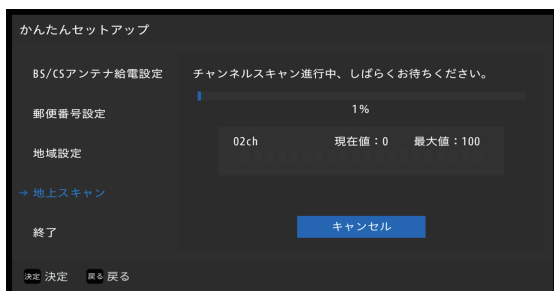 かんたんセットアップ
BS/CSアンテナ給電設定
郵便番号設定
地域設定
→ 地上スキャン
終了
チャンネルスキャン進行中、しばらくお待ちください。
1%
02ch 現在値：0 最大値：100
キャンセル
決定 決定 戻る 戻る